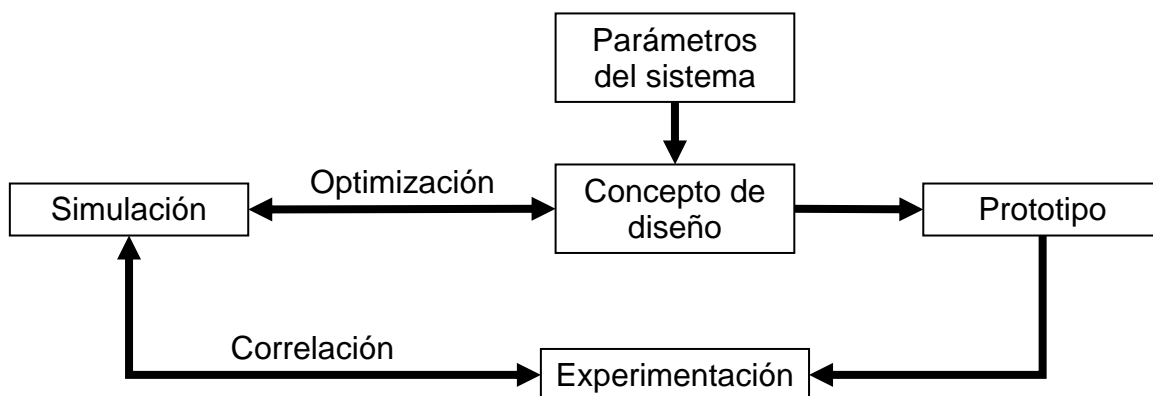 Parámetros
del sistema
Optimización
Simulación
Concepto de
diseño
Prototipo
Correlación
Experimentación